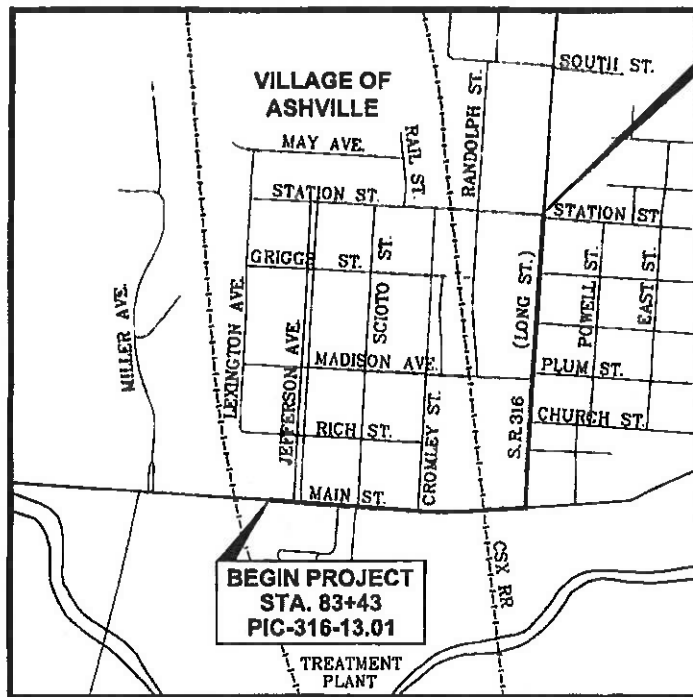 SOUTH ST.
VILLAGE OF
ASHVILLE
RANDOLPH ST.
MAY AVE.
RAIL ST.
STATION ST.
STATION ST
GRIGGS ST.
SCIOTO ST.
(LONG ST.)
POWELL ST.
EAST ST.
MILLER AVE.
LEXINGTON AVE
JEFFERSON AVE.
MADISON AVE.
PLUM ST.
CROMLEY ST.
S.R.316
CHURCH ST.
RICH ST.
MAIN ST.
CSX RR
BEGIN PROJECT
STA. 83+43
PIC-316-13.01
TREATMENT
PLANT